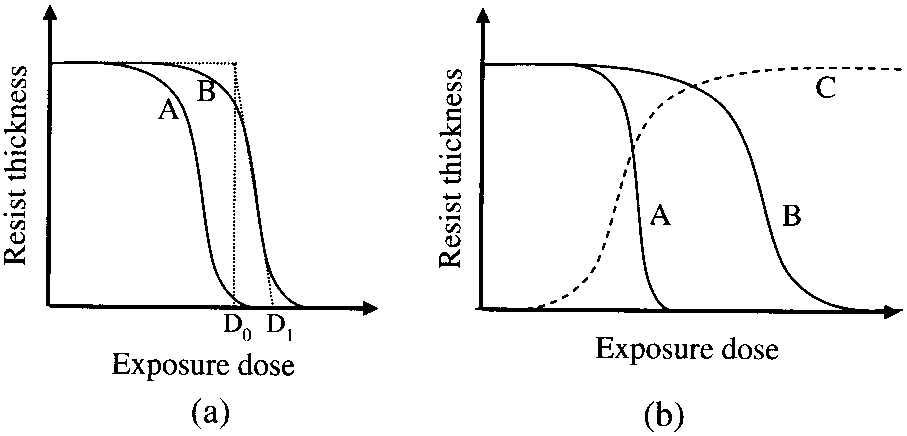 Resist thickness
A
B
D0 D1
Exposure dose
(a)
Resist thickness
C
A
B
Exposure dose
(b)